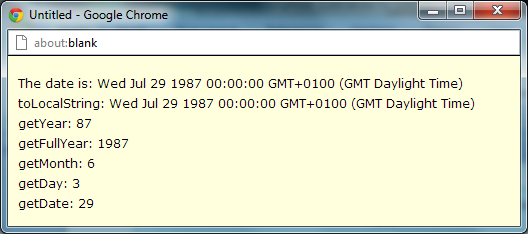 Untitled - Google Chrome
about:blank
The date is: Wed Jul 29 1987 00:00:00 GMT+0100 (GMT Daylight Time)
toLocalString: Wed Jul 29 1987 00:00:00 GMT+0100 (GMT Daylight Time)
getYear: 87
getFullYear: 1987
getMonth: 6
getDay: 3
getDate: 29